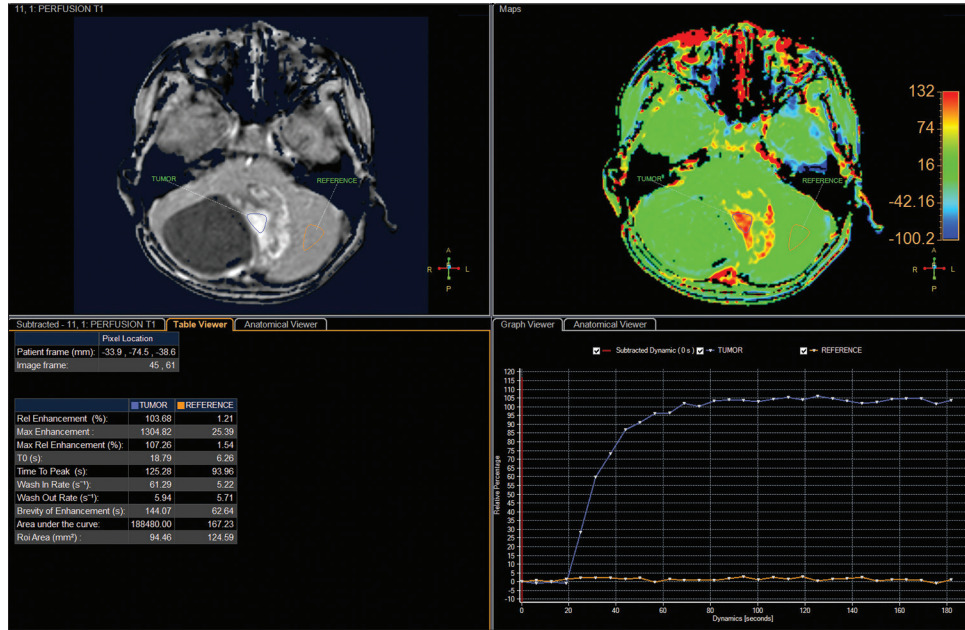 11, 1: PERFUSION T1
TUMOR
REFERENCE
A
R L
P
Maps
TUMOR
REFERENCE
132
74
16
-42.16
-100.2
A
R L
P
Subtracted - 11, 1: PERFUSION T1 Table Viewer Anatomical Viewer
Pixel Location
Patient frame (mm): -33.9 , -74.5 , -38.6
Image frame: 45 , 61
TUMOR REFERENCE
Rel Enhancement (%): 103.68 1.21
Max Enhancement : 1304.82 25.39
Max Rel Enhancement (%): 107.26 1.54
T0 (s): 18.79 6.26
Time To Peak (s): 125.28 93.96
Wash In Rate (s⁻¹): 61.29 5.22
Wash Out Rate (s⁻¹): 5.94 5.71
Brevity of Enhancement (s): 144.07 62.64
Area under the curve: 188480.00 167.23
Roi Area (mm²) : 94.46 124.59
Graph Viewer Anatomical Viewer
Subtracted Dynamic ( 0 s ) TUMOR REFERENCE
120
115
110
105
100
95
90
85
80
75
70
65
60
55
50
45
40
35
30
25
20
15
10
5
0
-5
-10
Relative Percentage
0 20 40 60 80 100 120 140 160 180
Dynamics [seconds]